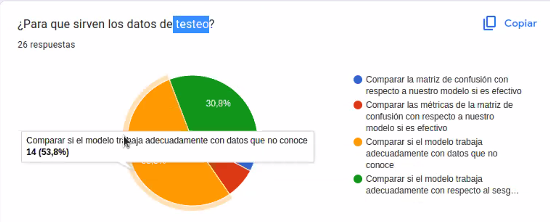 ¿Para que sirven los datos de testeo?
Copiar
26 respuestas
30,8%
Comparar si el modelo trabaja adecuadamente con datos que no conoce
14 (53,8%)
Comparar la matriz de confusión con
respecto a nuestro modelo si es efectivo
Comparar las métricas de la matriz de
confusión con respecto a nuestro
modelo si es efectivo
Comparar si el modelo trabaja
adecuadamente con datos que no
conoce
Comparar si el modelo trabaja
adecuadamente con respecto al sesg...